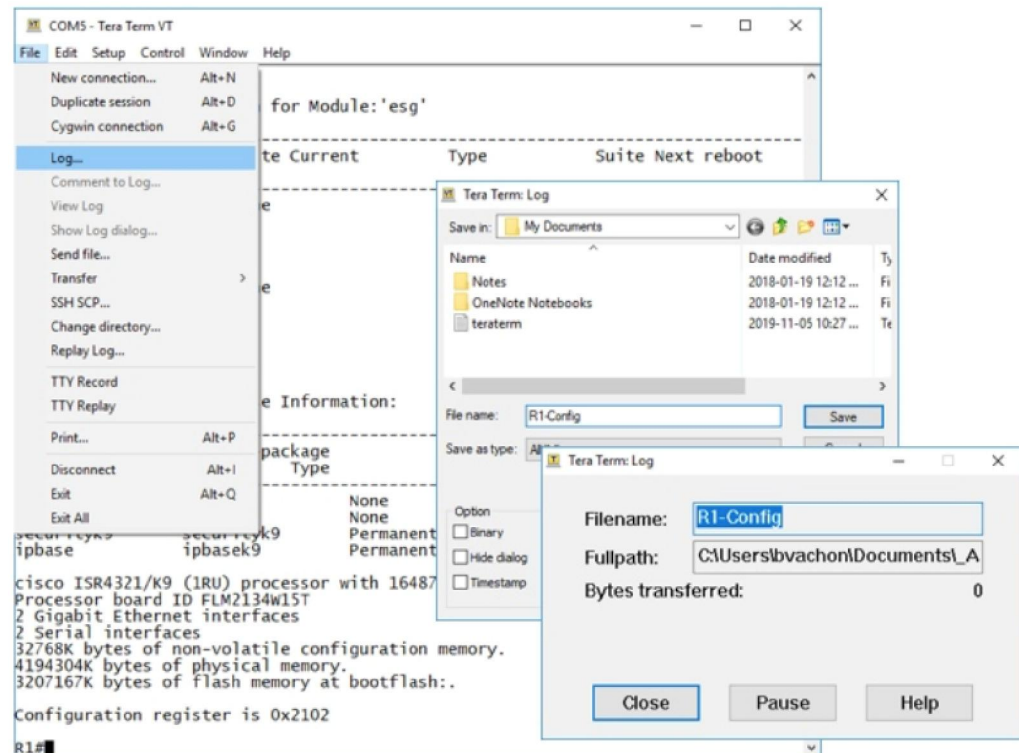 COM5 - Tera Term VT
File Edit Setup Control Window Help
New connection... Alt+N
Duplicate session Alt+D
Cygwin connection Alt+G
Log...
Comment to Log...
View Log
Show Log dialog...
Send file...
Transfer
SSH SCP...
Change directory...
Replay Log...
TTY Record
TTY Replay
Print... Alt+P
Disconnect Alt+I
Exit Alt+Q
Exit All
for Module:'esg'
te Current Type Suite Next reboot
e
e
e Information:
package
Type
None
None
securityk9 securityk9 Permanent
ipbase ipbasek9 Permanent
cisco ISR4321/K9 (1RU) processor with 16487
Processor board ID FLM2134W15T
2 Gigabit Ethernet interfaces
2 Serial interfaces
32768K bytes of non-volatile configuration memory.
4194304K bytes of physical memory.
3207167K bytes of flash memory at bootflash:.
Configuration register is 0x2102
R1#
Tera Term: Log
Save in: My Documents
Name Date modified Ty
Notes 2018-01-19 12:12 ... Fi
OneNote Notebooks 2018-01-19 12:12 ... Fi
teraterm 2019-11-05 10:27 ... Te
File name: R1-Config Save
Save as type:
Option
Binary
Hide dialog
Timestamp
Tera Term: Log
Filename: R1-Config
Fullpath: C:\Users\bvachon\Documents\_A
Bytes transferred: 0
Close Pause Help